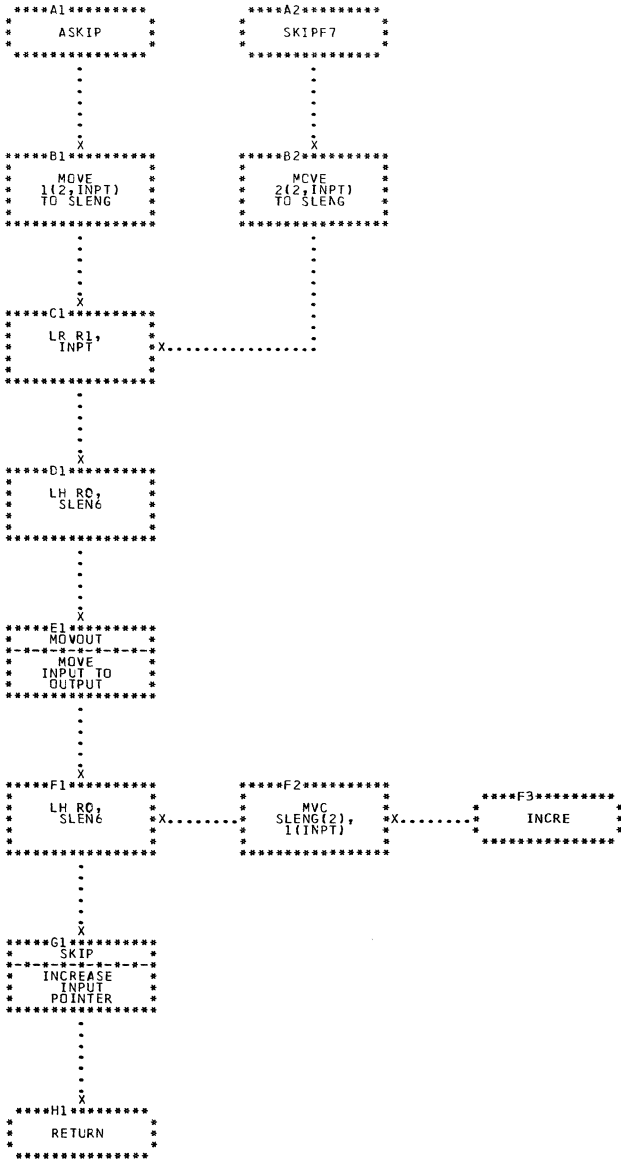 A1
ASKIP
A2
SKIPF7
B1
MOVE
1(2,INPT)
TO SLENG
B2
MOVE
2(2,INPT)
TO SLENG
C1
LR R1,
INPT
D1
LH R0,
SLEN6
E1
MOVOUT
MOVE
INPUT TO
OUTPUT
F1
LH R0,
SLEN6
F2
MVC
SLENG(2),
1(INPT)
F3
INCRE
G1
SKIP
INCREASE
INPUT
POINTER
H1
RETURN